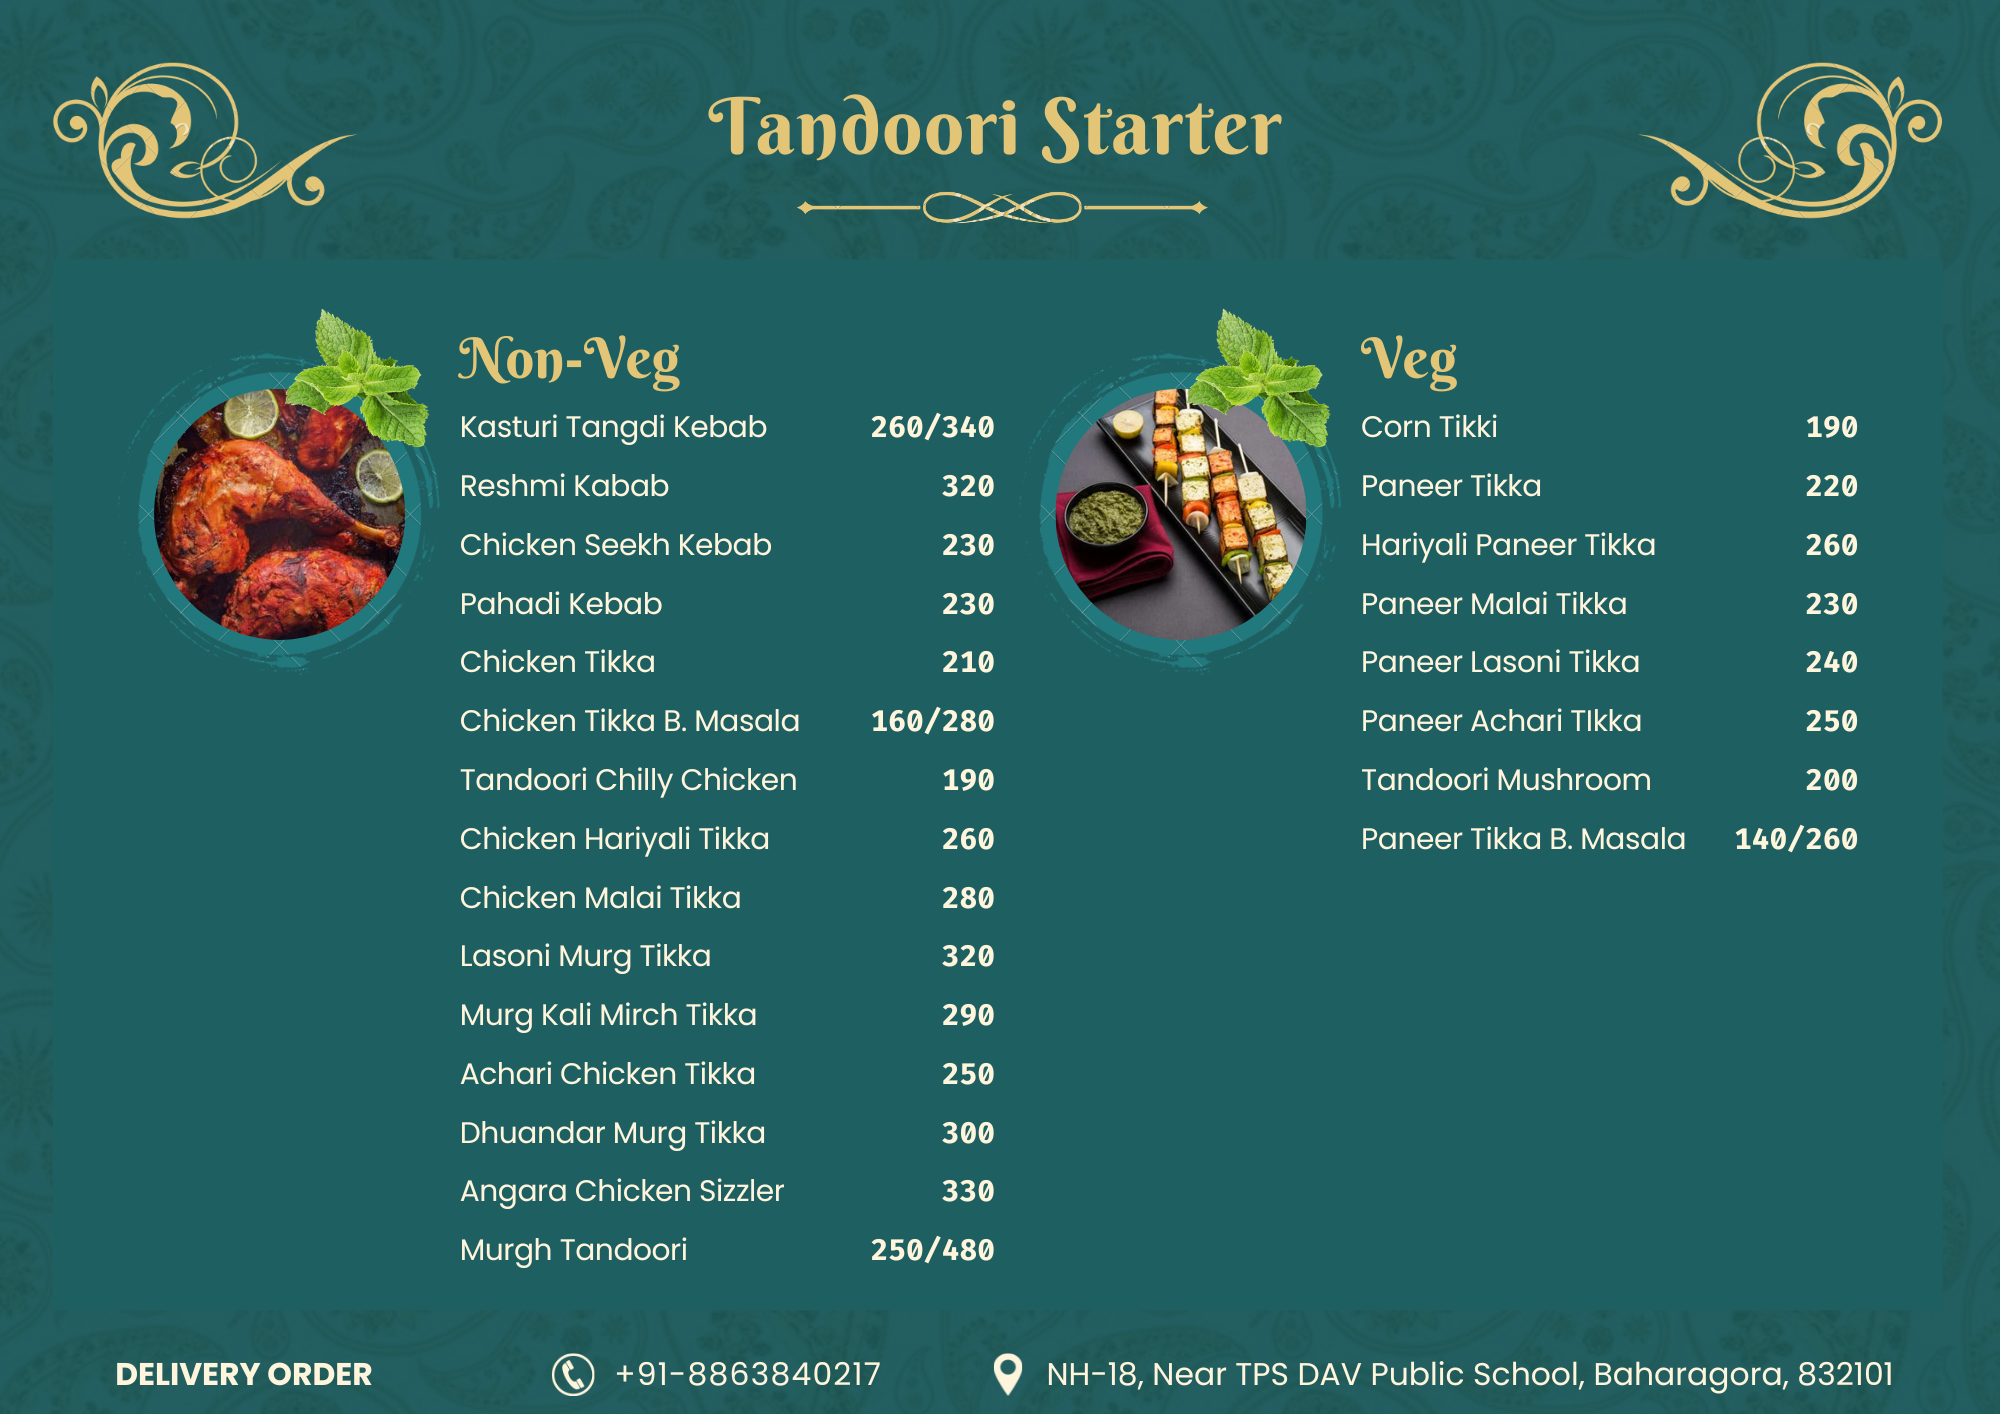 Tandoori Starter
Non-Veg
Kasturi Tangdi Kebab 260/340
Reshmi Kabab 320
Chicken Seekh Kebab 230
Pahadi Kebab 230
Chicken Tikka 210
Chicken Tikka B. Masala 160/280
Tandoori Chilly Chicken 190
Chicken Hariyali Tikka 260
Chicken Malai Tikka 280
Lasoni Murg Tikka 320
Murg Kali Mirch Tikka 290
Achari Chicken Tikka 250
Dhuandar Murg Tikka 300
Angara Chicken Sizzler 330
Murgh Tandoori 250/480
Veg
Corn Tikki 190
Paneer Tikka 220
Hariyali Paneer Tikka 260
Paneer Malai Tikka 230
Paneer Lasoni Tikka 240
Paneer Achari TIkka 250
Tandoori Mushroom 200
Paneer Tikka B. Masala 140/260
DELIVERY ORDER +91-8863840217 NH-18, Near TPS DAV Public School, Baharagora, 832101